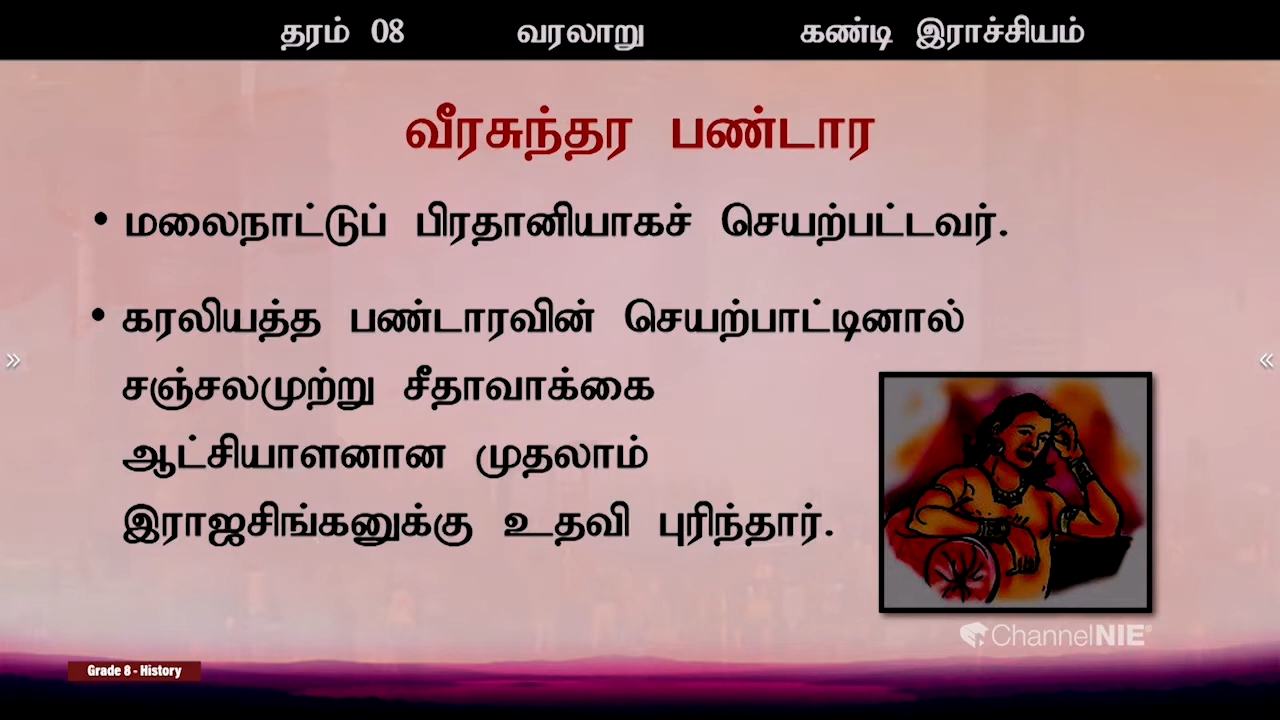 தரம் 08 வரலாறு கண்டி இராச்சியம்
வீரசுந்தர பண்டார
• மலைநாட்டுப் பிரதானியாகச் செயற்பட்டவர்.
• கரலியத்த பண்டாரவின் செயற்பாட்டினால்
சஞ்சலமுற்று சீதாவாக்கை
ஆட்சியாளனான முதலாம்
இராஜசிங்கனுக்கு உதவி புரிந்தார்.
ChannelNIE
Grade 8 - History